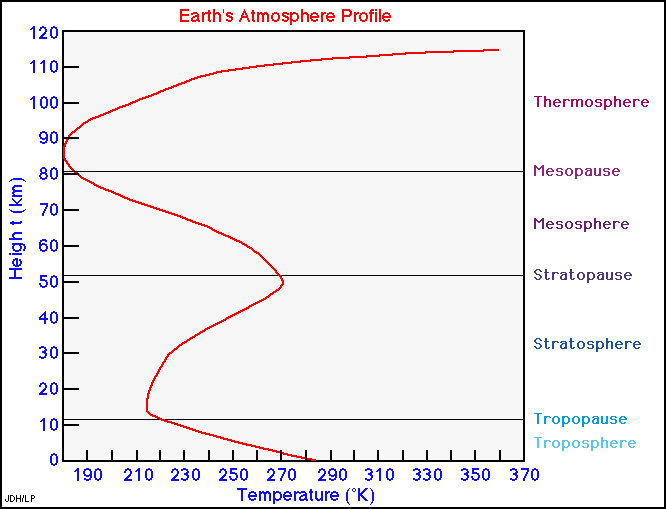 Earth's Atmosphere Profile
120
110
100
90
80
70
60
50
40
30
20
10
0
Heigh t (km)
Thermosphere
Mesopause
Mesosphere
Stratopause
Stratosphere
Tropopause
Troposphere
190 210 230 250 270 290 310 330 350 370
Temperature (°K)
JDH/LP